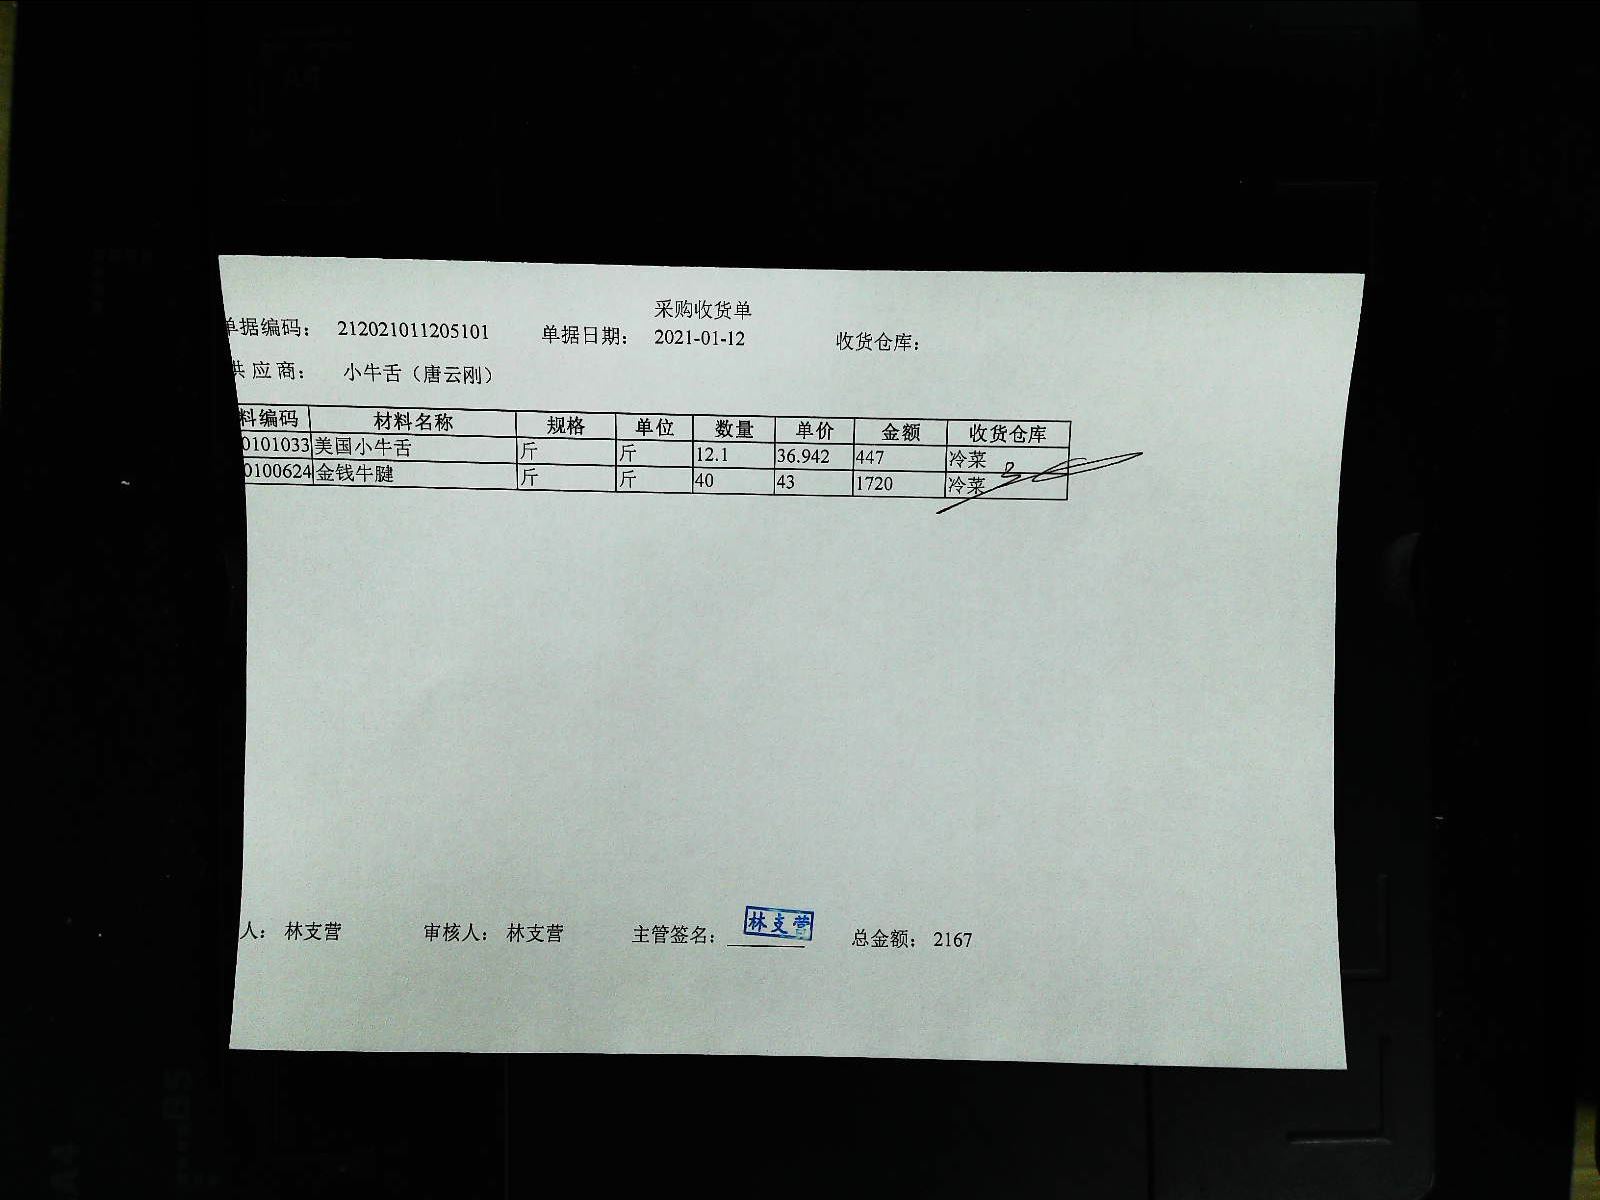 采购收货单
单据编码： 212021011205101 单据日期： 2021-01-12 收货仓库：
供应商： 小牛舌（唐云刚）
料编码 材料名称 规格 单位 数量 单价 金额 收货仓库
0101033 美国小牛舌 斤 斤 12.1 36.942 447 冷菜
0100624 金钱牛腱 斤 斤 40 43 1720 冷菜
人： 林支营 审核人： 林支营 主管签名： 林支营 总金额： 2167